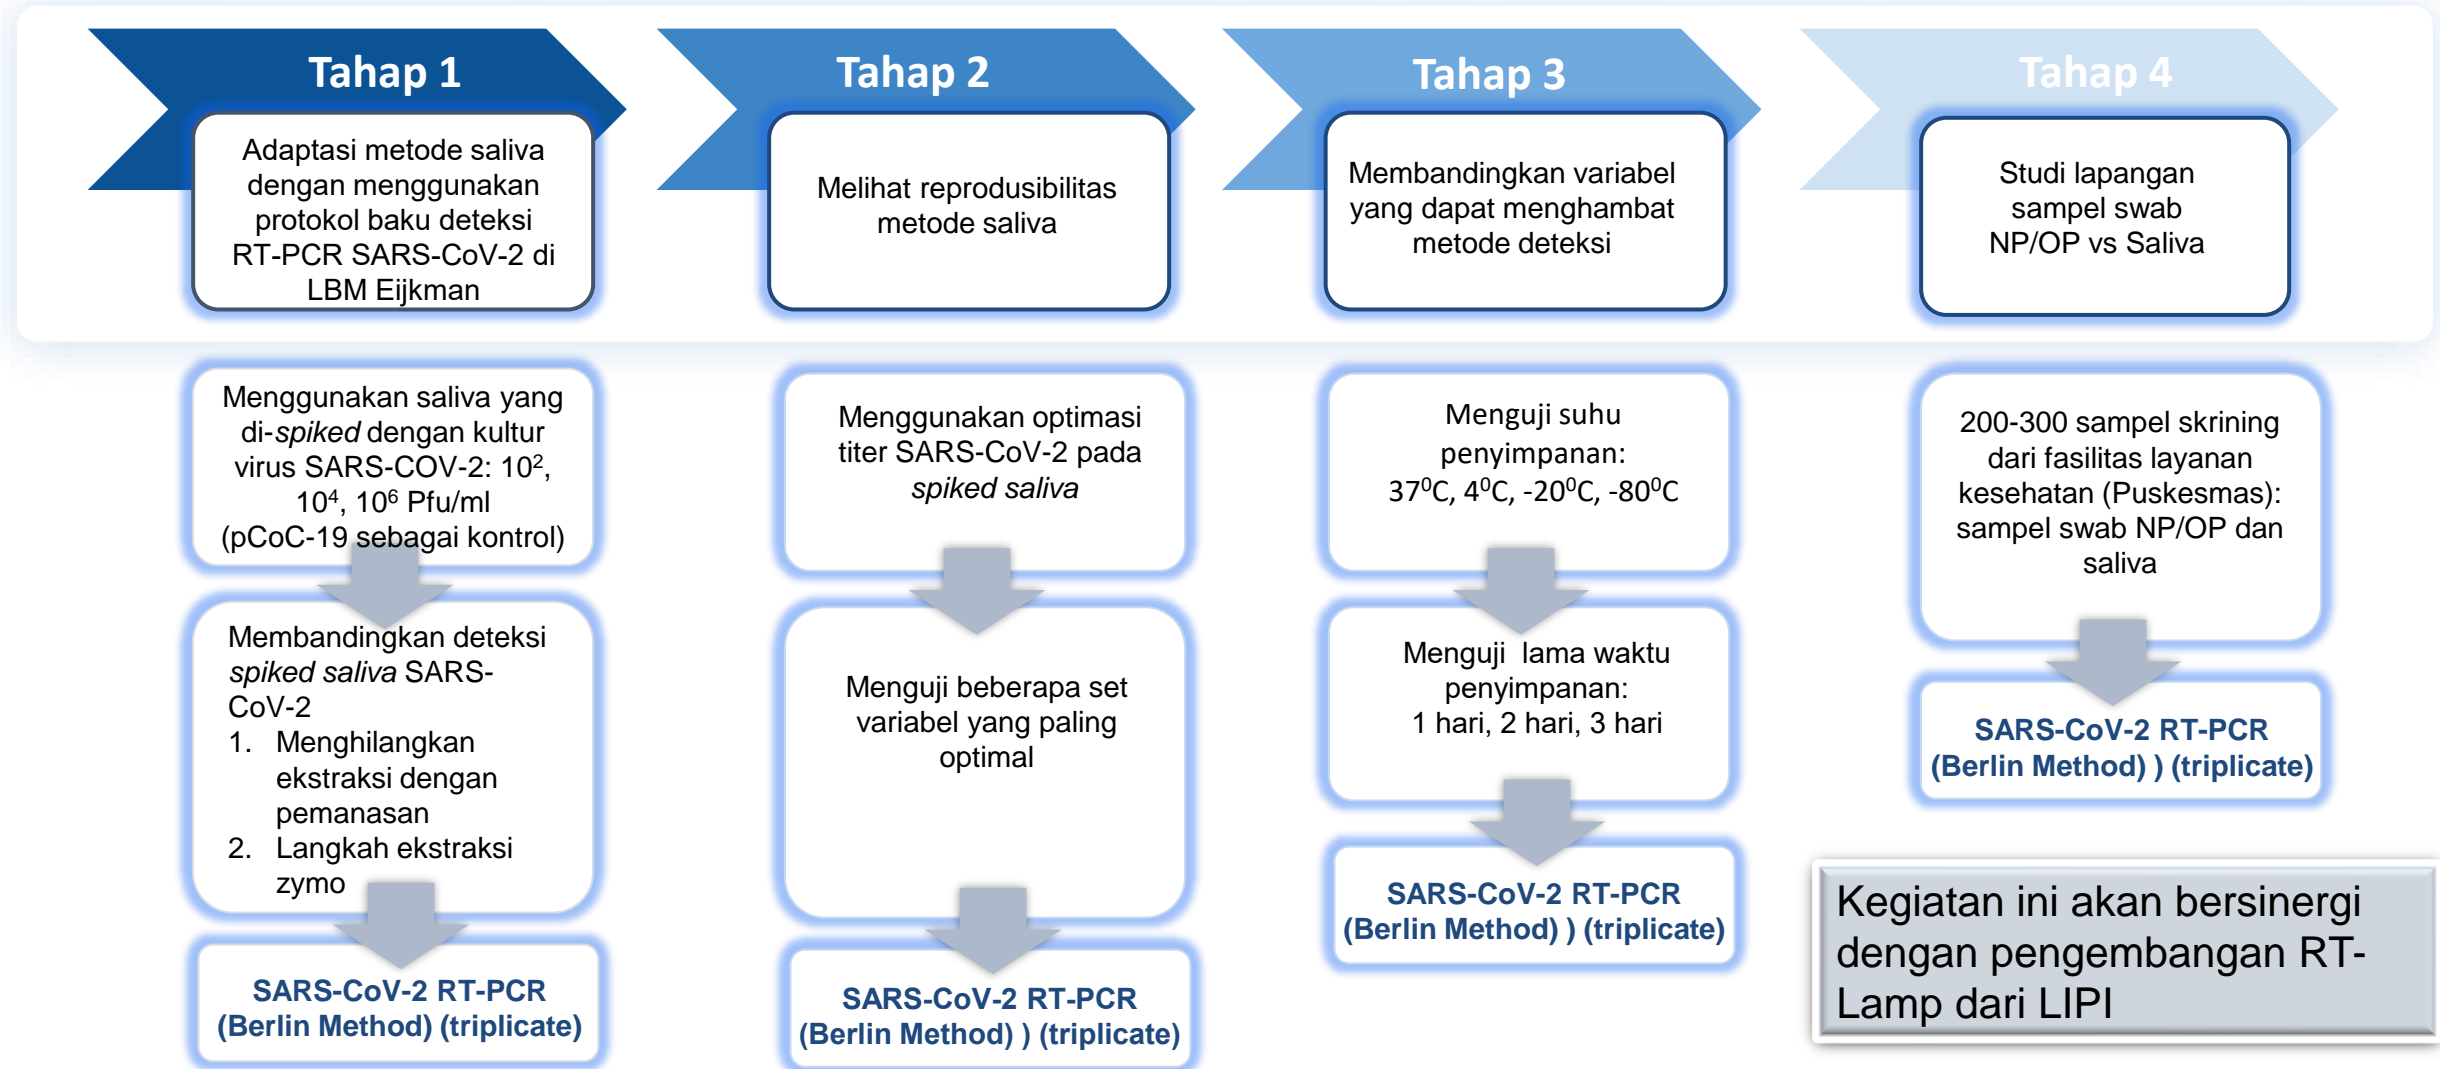 Tahap 1
Adaptasi metode saliva
dengan menggunakan
protokol baku deteksi
RT-PCR SARS-CoV-2 di
LBM Eijkman
Menggunakan saliva yang
di-spiked dengan kultur
virus SARS-COV-2: 10²,
10⁴, 10⁶ Pfu/ml
(pCoC-19 sebagai kontrol)
Membandingkan deteksi
spiked saliva SARS-
CoV-2
1. Menghilangkan
ekstraksi dengan
pemanasan
2. Langkah ekstraksi
zymo
SARS-CoV-2 RT-PCR
(Berlin Method) (triplicate)
Tahap 2
Melihat reprodusibilitas
metode saliva
Menggunakan optimasi
titer SARS-CoV-2 pada
spiked saliva
Menguji beberapa set
variabel yang paling
optimal
SARS-CoV-2 RT-PCR
(Berlin Method) ) (triplicate)
Tahap 3
Membandingkan variabel
yang dapat menghambat
metode deteksi
Menguji suhu
penyimpanan:
37⁰C, 4⁰C, -20⁰C, -80⁰C
Menguji lama waktu
penyimpanan:
1 hari, 2 hari, 3 hari
SARS-CoV-2 RT-PCR
(Berlin Method) ) (triplicate)
Tahap 4
Studi lapangan
sampel swab
NP/OP vs Saliva
200-300 sampel skrining
dari fasilitas layanan
kesehatan (Puskesmas):
sampel swab NP/OP dan
saliva
SARS-CoV-2 RT-PCR
(Berlin Method) ) (triplicate)
Kegiatan ini akan bersinergi
dengan pengembangan RT-
Lamp dari LIPI